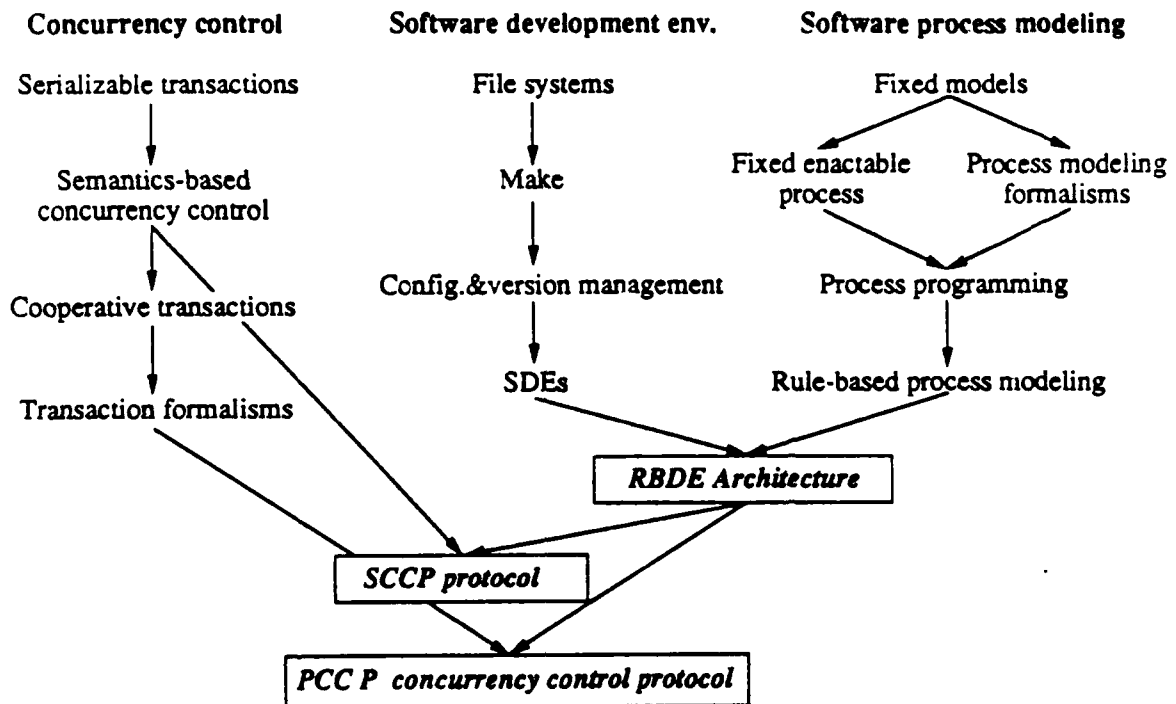 Concurrency control
Software development env.
Software process modeling
Serializable transactions
File systems
Fixed models
Semantics-based
concurrency control
Make
Fixed enactable
process
Process modeling
formalisms
Cooperative transactions
Config.&version management
Process programming
Transaction formalisms
SDEs
Rule-based process modeling
RBDE Architecture
SCCP protocol
PCC P concurrency control protocol